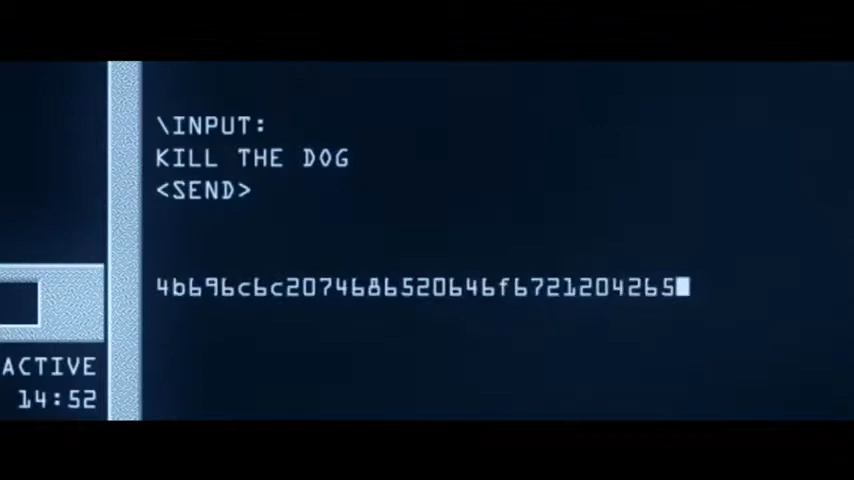 \INPUT:
KILL THE DOG
<SEND>
4b696c6c2074686520646f6721204265
ACTIVE
14:52